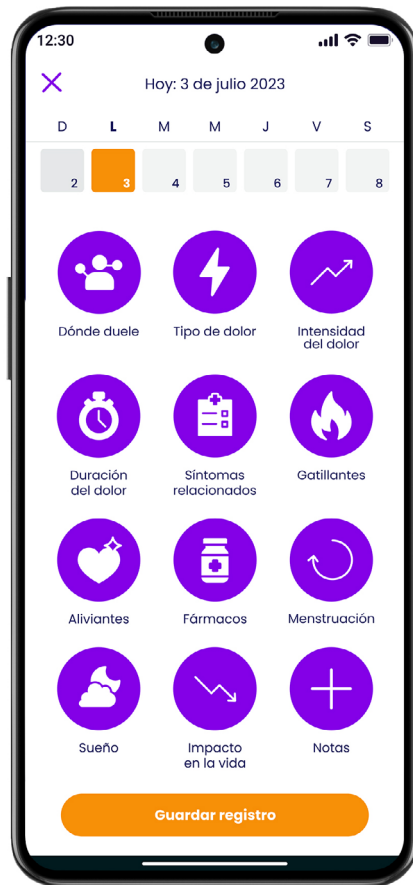 12:30
Hoy: 3 de julio 2023
D L M M J V S
2 3 4 5 6 7 8
Dónde duele Tipo de dolor Intensidad
del dolor
Duración Síntomas Gatillantes
del dolor relacionados
Aliviantes Fármacos Menstruación
Sueño Impacto Notas
en la vida
Guardar registro